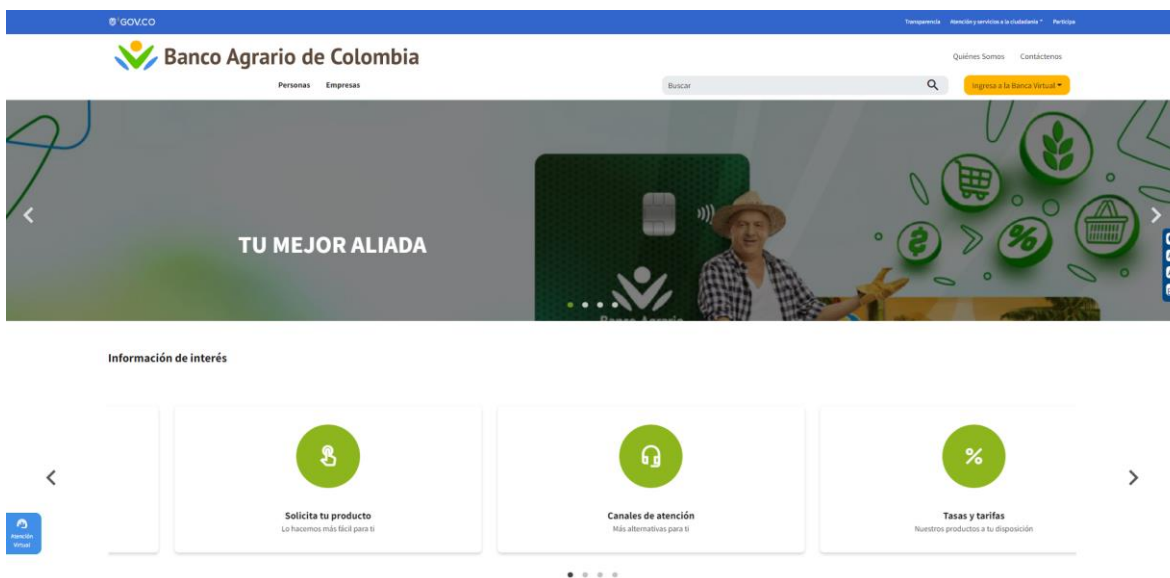 GOV.CO
Transparencia Atención y servicios a la ciudadanía Participa
Banco Agrario de Colombia
Quiénes Somos Contáctenos
Personas Empresas
Buscar
Ingresa a la Banca Virtual
TU MEJOR ALIADA
Banco Agrario
Información de interés
Solicita tu producto
Lo hacemos más fácil para ti
Canales de atención
Más alternativas para ti
Tasas y tarifas
Nuestros productos a tu disposición
Atención
Virtual